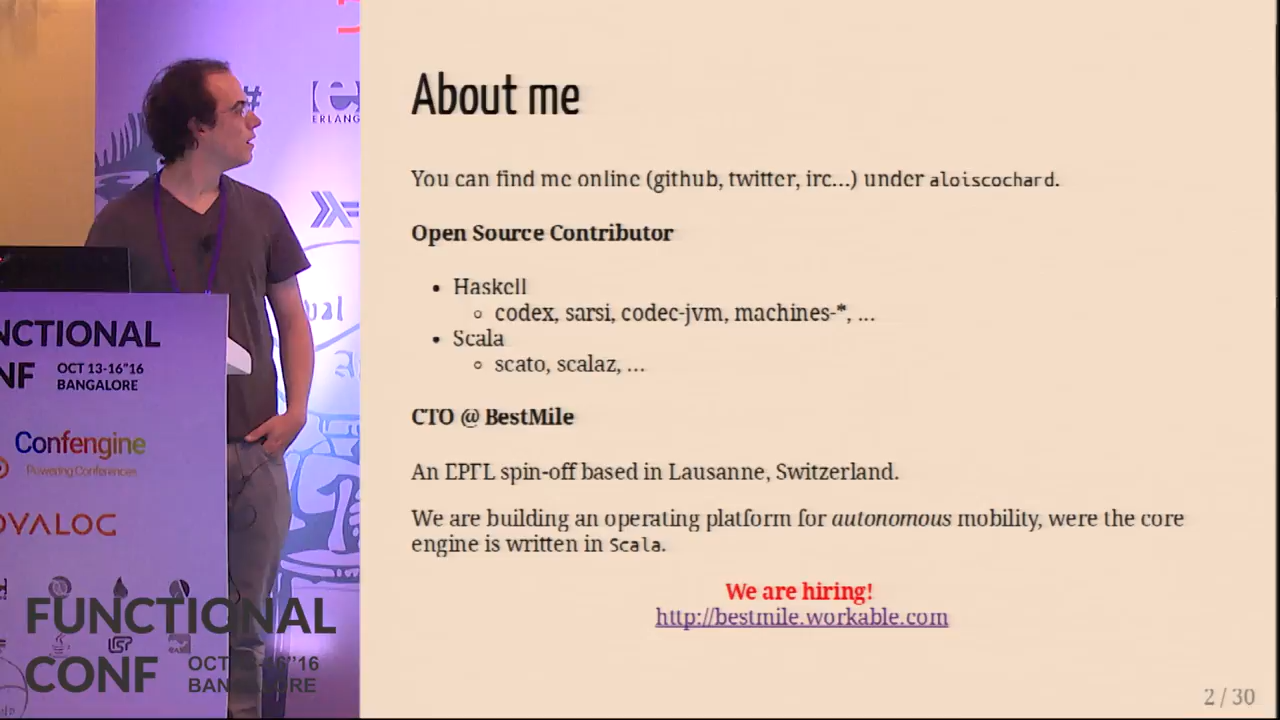 About me
You can find me online (github, twitter, irc...) under aloiscochard.
Open Source Contributor
• Haskell
◦ codex, sarsi, codec-jvm, machines-*, ...
• Scala
◦ scato, scalaz, ...
CTO @ BestMile
An EPFL spin-off based in Lausanne, Switzerland.
We are building an operating platform for autonomous mobility, were the core
engine is written in Scala.
We are hiring!
http://bestmile.workable.com
2 / 30
ERLANG
NCTIONAL
NF OCT 13-16"16
BANGALORE
Confengine
Powering Conferences
OVALOG
FUNCTIONAL
CONF